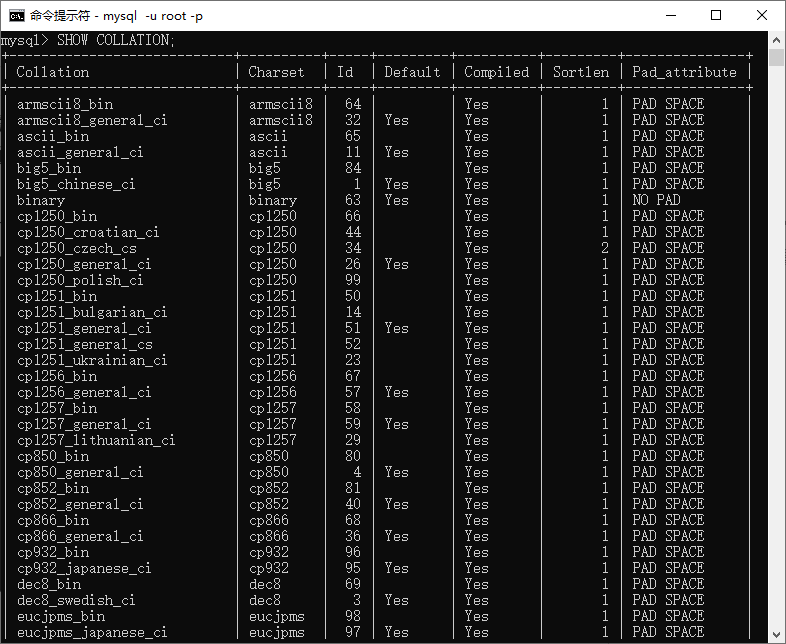 命令提示符 - mysql  -u root -p
mysql> SHOW COLLATION;
+----------------------------+----------+-----+---------+----------+---------+---------------+
| Collation | Charset | Id | Default | Compiled | Sortlen | Pad_attribute |
+----------------------------+----------+-----+---------+----------+---------+---------------+
| armscii8_bin | armscii8 | 64 | | Yes | 1 | PAD SPACE
| armscii8_general_ci | armscii8 | 32 | Yes | Yes | 1 | PAD SPACE
| ascii_bin | ascii | 65 | | Yes | 1 | PAD SPACE
| ascii_general_ci | ascii | 11 | Yes | Yes | 1 | PAD SPACE
| big5_bin | big5 | 84 | | Yes | 1 | PAD SPACE
| big5_chinese_ci | big5 | 1 | Yes | Yes | 1 | PAD SPACE
| binary | binary | 63 | Yes | Yes | 1 | NO PAD
| cp1250_bin | cp1250 | 66 | | Yes | 1 | PAD SPACE
| cp1250_croatian_ci | cp1250 | 44 | | Yes | 1 | PAD SPACE
| cp1250_czech_cs | cp1250 | 34 | | Yes | 2 | PAD SPACE
| cp1250_general_ci | cp1250 | 26 | Yes | Yes | 1 | PAD SPACE
| cp1250_polish_ci | cp1250 | 99 | | Yes | 1 | PAD SPACE
| cp1251_bin | cp1251 | 50 | | Yes | 1 | PAD SPACE
| cp1251_bulgarian_ci | cp1251 | 14 | | Yes | 1 | PAD SPACE
| cp1251_general_ci | cp1251 | 51 | Yes | Yes | 1 | PAD SPACE
| cp1251_general_cs | cp1251 | 52 | | Yes | 1 | PAD SPACE
| cp1251_ukrainian_ci | cp1251 | 23 | | Yes | 1 | PAD SPACE
| cp1256_bin | cp1256 | 67 | | Yes | 1 | PAD SPACE
| cp1256_general_ci | cp1256 | 57 | Yes | Yes | 1 | PAD SPACE
| cp1257_bin | cp1257 | 58 | | Yes | 1 | PAD SPACE
| cp1257_general_ci | cp1257 | 59 | Yes | Yes | 1 | PAD SPACE
| cp1257_lithuanian_ci | cp1257 | 29 | | Yes | 1 | PAD SPACE
| cp850_bin | cp850 | 80 | | Yes | 1 | PAD SPACE
| cp850_general_ci | cp850 | 4 | Yes | Yes | 1 | PAD SPACE
| cp852_bin | cp852 | 81 | | Yes | 1 | PAD SPACE
| cp852_general_ci | cp852 | 40 | Yes | Yes | 1 | PAD SPACE
| cp866_bin | cp866 | 68 | | Yes | 1 | PAD SPACE
| cp866_general_ci | cp866 | 36 | Yes | Yes | 1 | PAD SPACE
| cp932_bin | cp932 | 96 | | Yes | 1 | PAD SPACE
| cp932_japanese_ci | cp932 | 95 | Yes | Yes | 1 | PAD SPACE
| dec8_bin | dec8 | 69 | | Yes | 1 | PAD SPACE
| dec8_swedish_ci | dec8 | 3 | Yes | Yes | 1 | PAD SPACE
| eucjpms_bin | eucjpms | 98 | | Yes | 1 | PAD SPACE
| eucjpms_japanese_ci | eucjpms | 97 | Yes | Yes | 1 | PAD SPACE